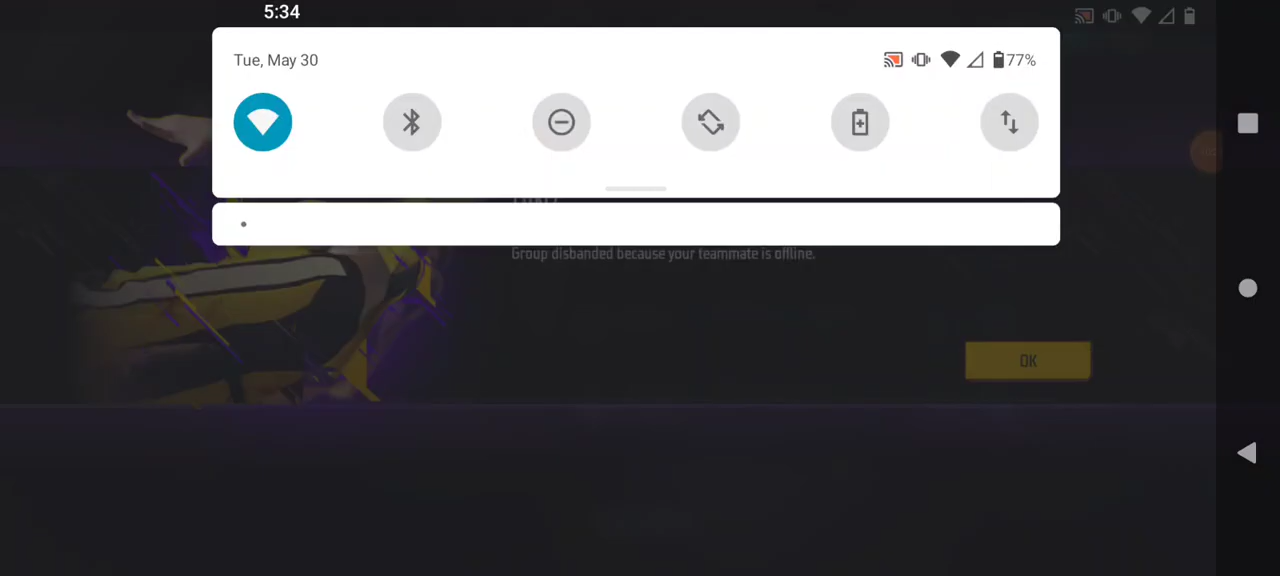 5:34
Tue, May 30
77%
Group disbanded because your teammate is offline.
OK